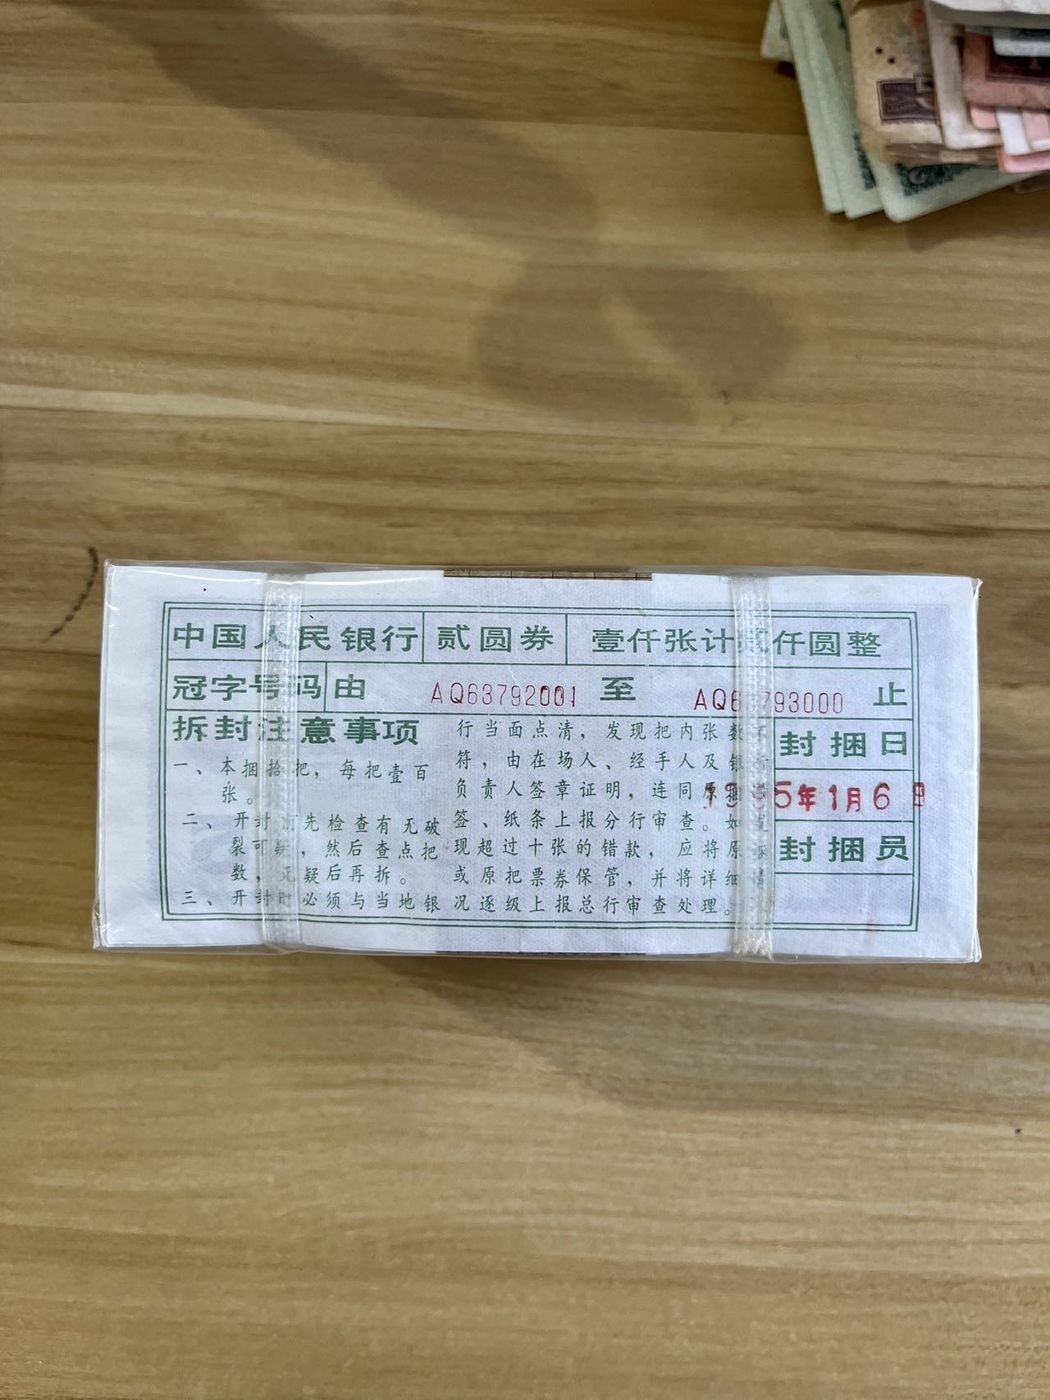 中国人民银行 贰圆券 壹仟张计贰仟圆整
冠字号码 由 AQ63792001 至 AQ63793000 止
拆封注意事项
一、本捆拾把，每把壹百
张。
二、开封前先检查有无破
裂可疑，然后查点把
数，无疑后再拆。
三、开封时必须与当地银
行当面点清，发现把内张数不
符，由在场人、经手人及银行
负责人签章证明，连同原捆
签、纸条上报分行审查。如发
现超过十张的错款，应将原
或原把票券保管，并将详细情
况逐级上报总行审查处理。
封捆日
5年1月6日
封捆员